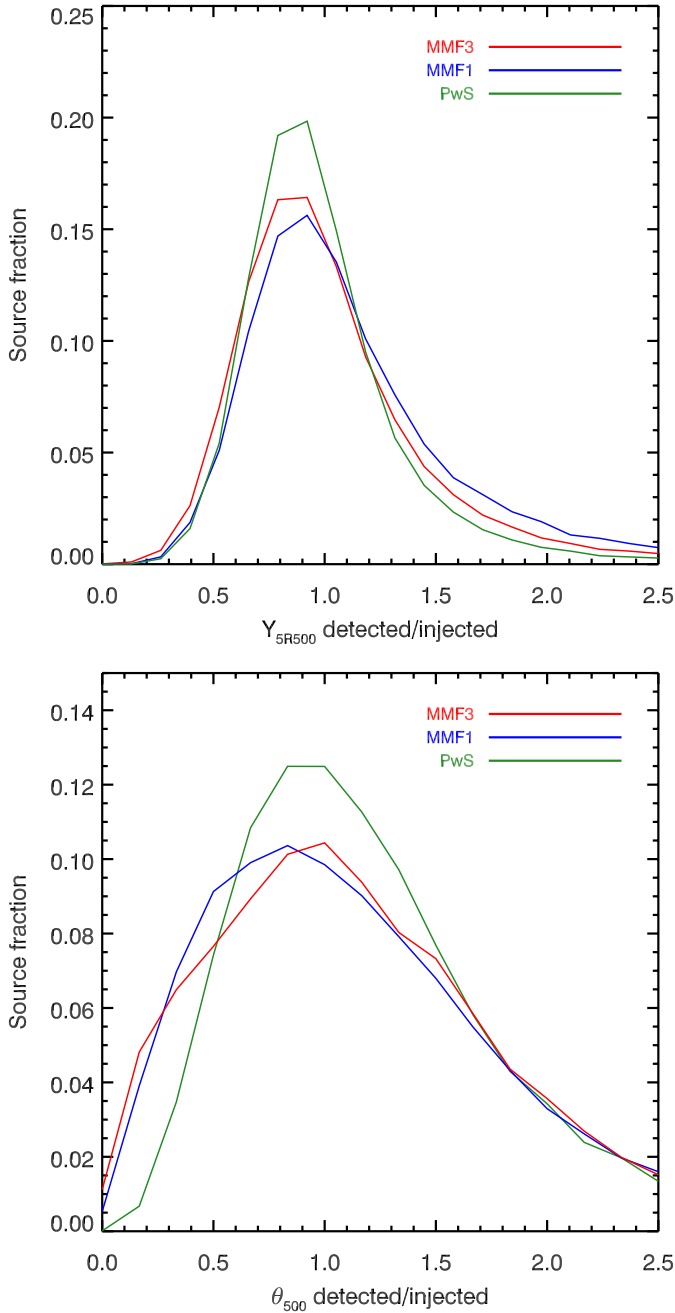 0.25
0.20
0.15
0.10
0.05
0.00
Source fraction
MMF3
MMF1
PwS
0.0 0.5 1.0 1.5 2.0 2.5
Y5R500 detected/injected
0.14
0.12
0.10
0.08
0.06
0.04
0.02
0.00
Source fraction
MMF3
MMF1
PwS
0.0 0.5 1.0 1.5 2.0 2.5
θ500 detected/injected